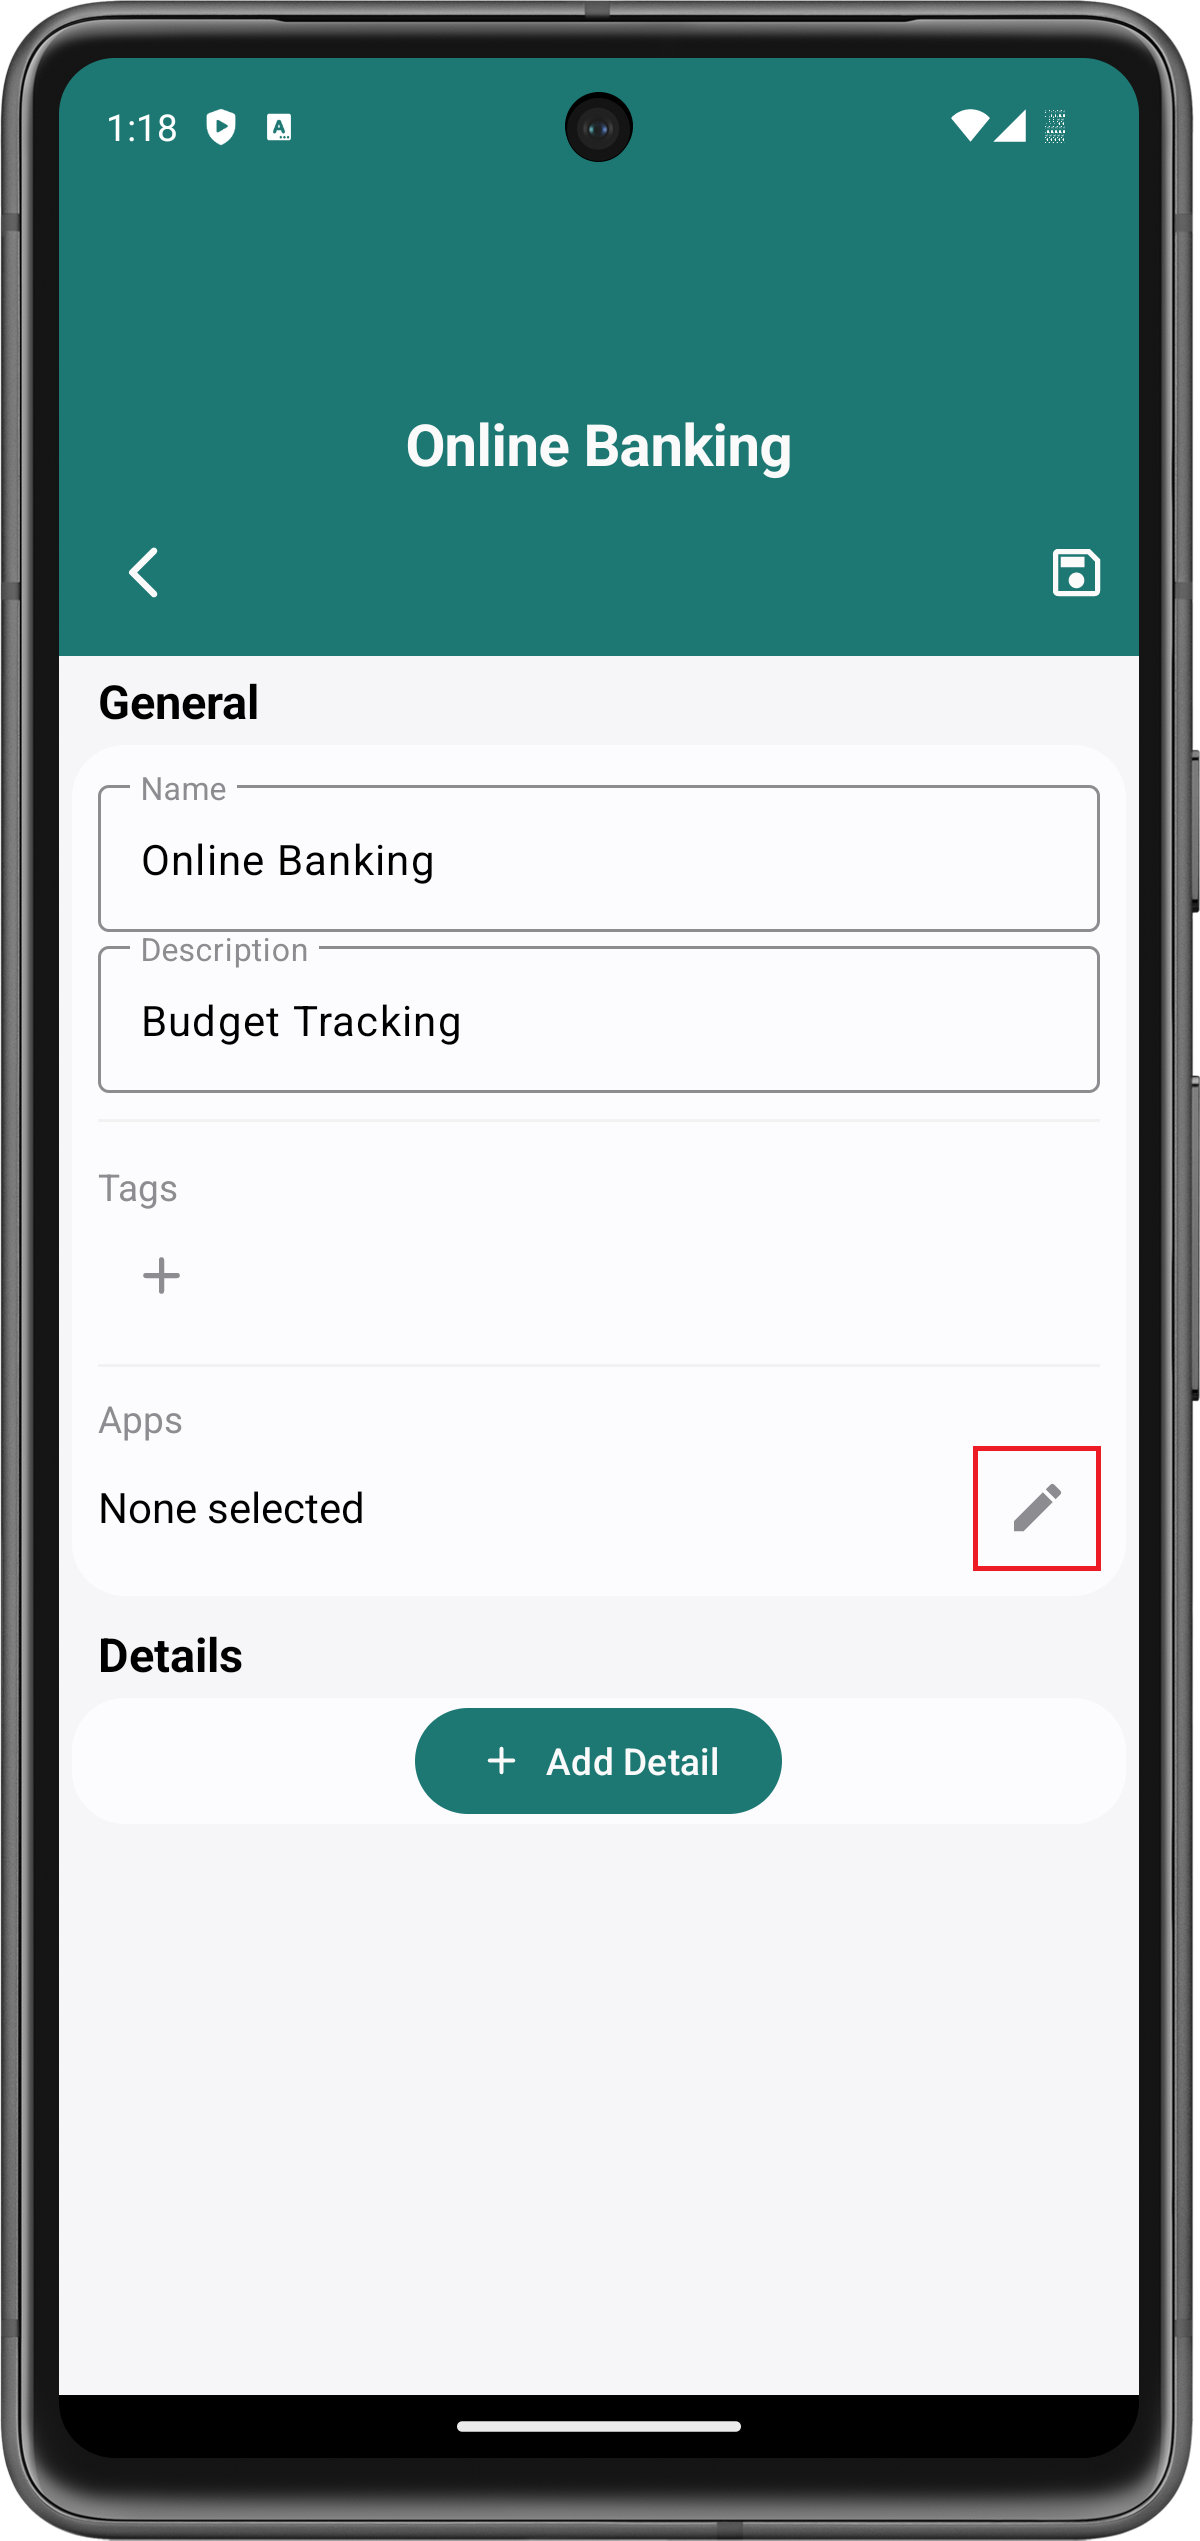 1:18
Online Banking
General
Name
Online Banking
Description
Budget Tracking
Tags
Apps
None selected
Details
+ Add Detail